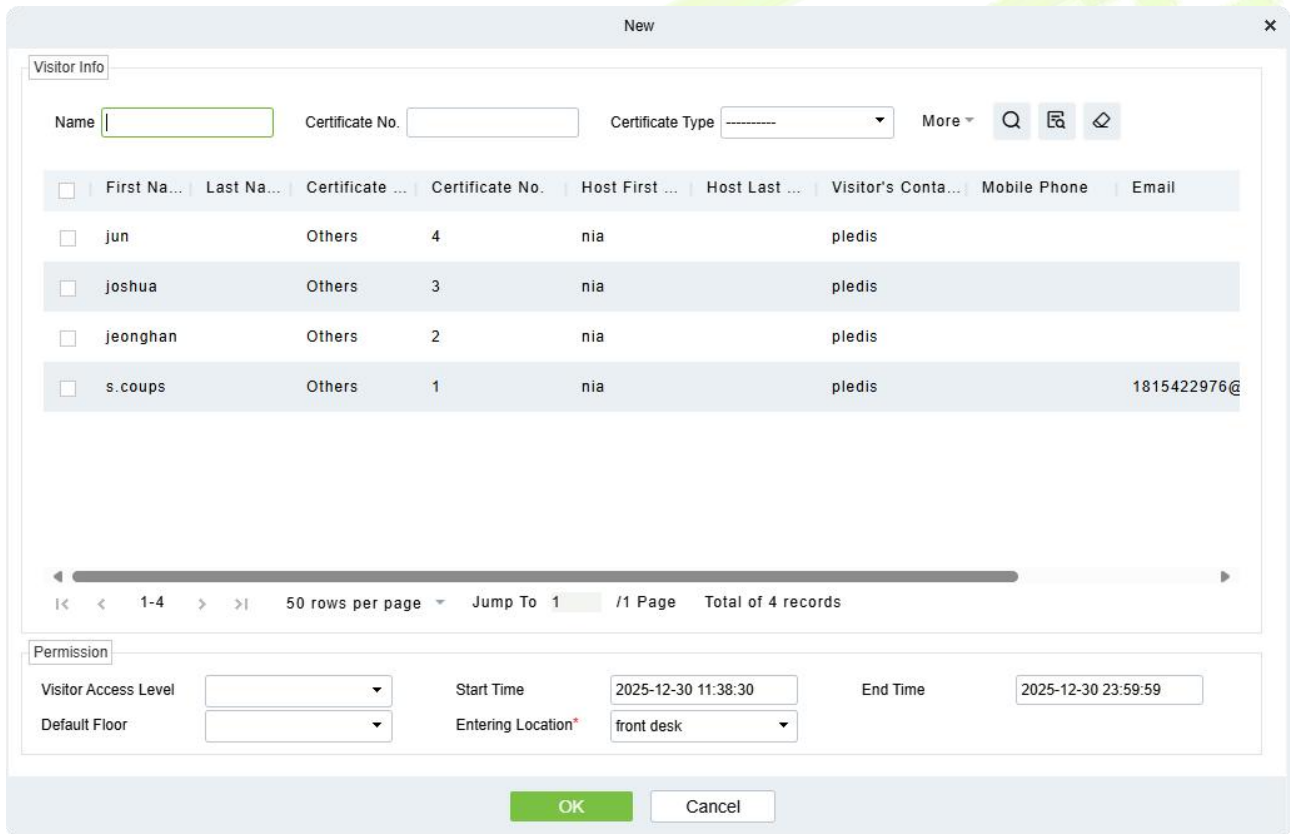 New
Visitor Info
Name Certificate No. Certificate Type ---------- More
First Na... Last Na... Certificate ... Certificate No. Host First ... Host Last ... Visitor's Conta... Mobile Phone Email
jun Others 4 nia pledis
joshua Others 3 nia pledis
jeonghan Others 2 nia pledis
s.coups Others 1 nia pledis 1815422976@
1-4 50 rows per page Jump To 1 /1 Page Total of 4 records
Permission
Visitor Access Level Start Time 2025-12-30 11:38:30 End Time 2025-12-30 23:59:59
Default Floor Entering Location* front desk
OK Cancel